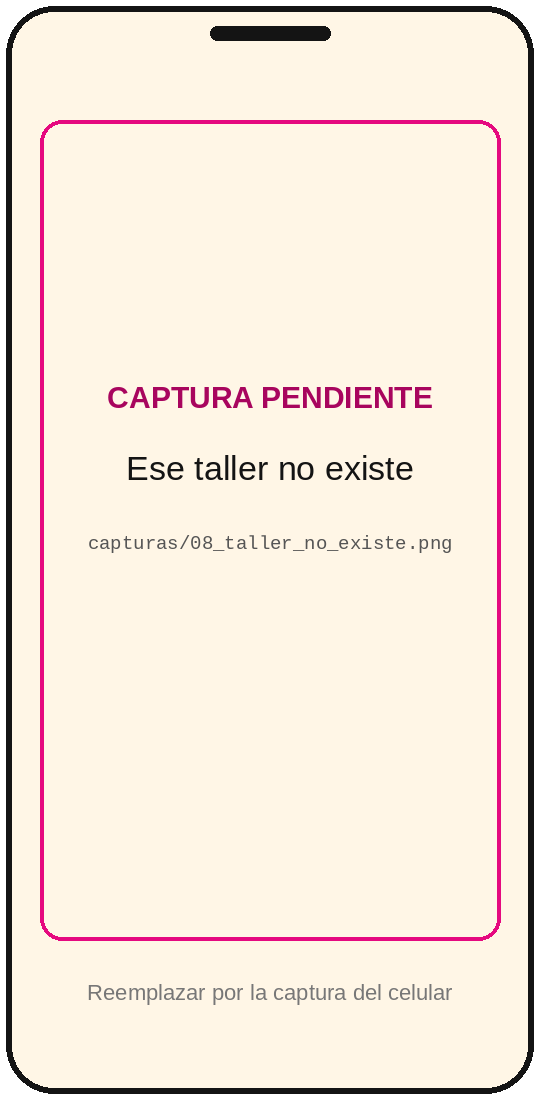 CAPTURA PENDIENTE
Ese taller no existe
capturas/08_taller_no_existe.png
Reemplazar por la captura del celular